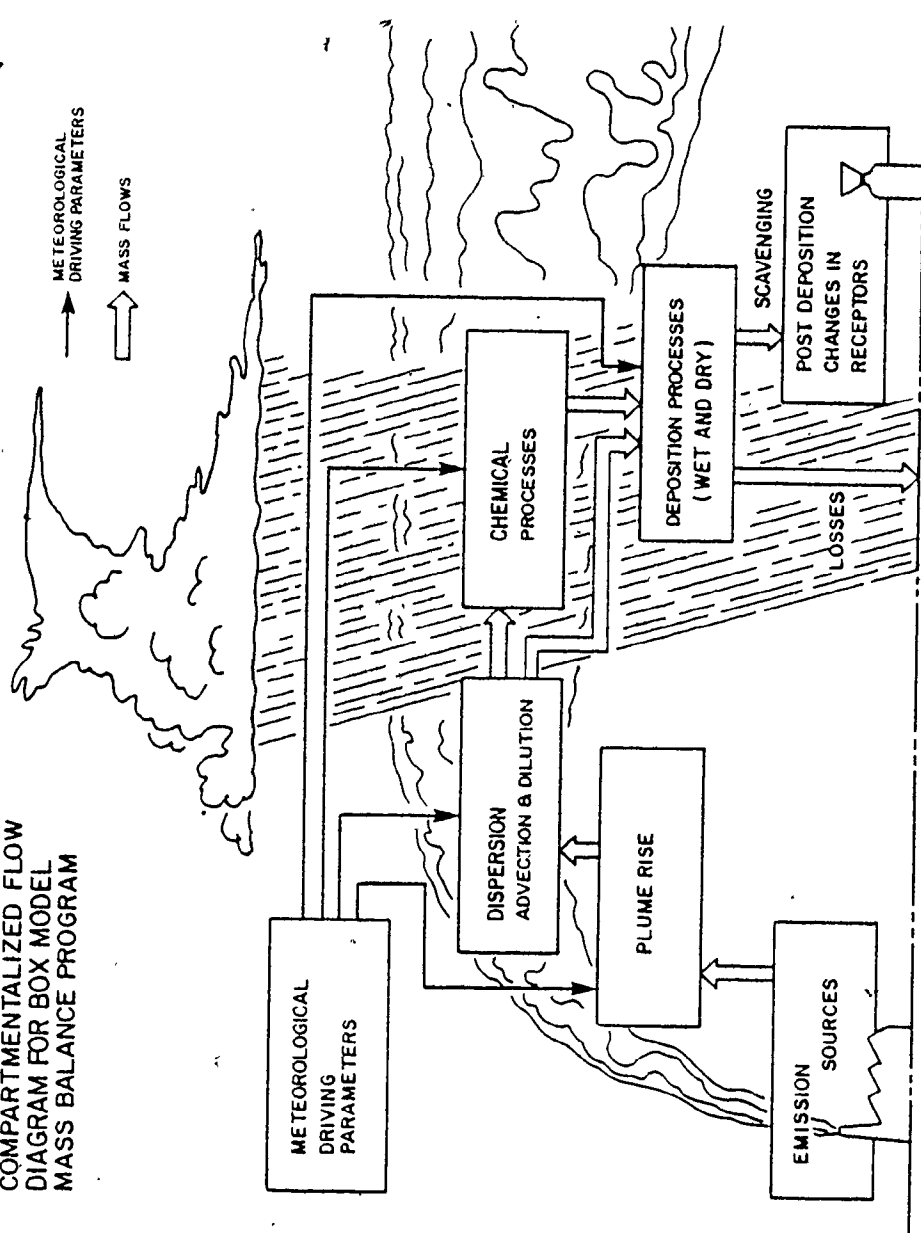 COMPARTMENTALIZED FLOW
DIAGRAM FOR BOX MODEL
MASS BALANCE PROGRAM
METEOROLOGICAL
DRIVING PARAMETERS
MASS FLOWS
METEOROLOGICAL
DRIVING
PARAMETERS
DISPERSION
ADVECTION & DILUTION
CHEMICAL
PROCESSES
PLUME RISE
DEPOSITION PROCESSES
(WET AND DRY)
SCAVENGING
LOSSES
EMISSION
SOURCES
POST DEPOSITION
CHANGES IN
RECEPTORS